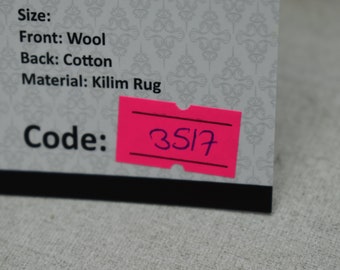 Size:
Front: Wool
Back: Cotton
Material: Kilim Rug
Code: 3517